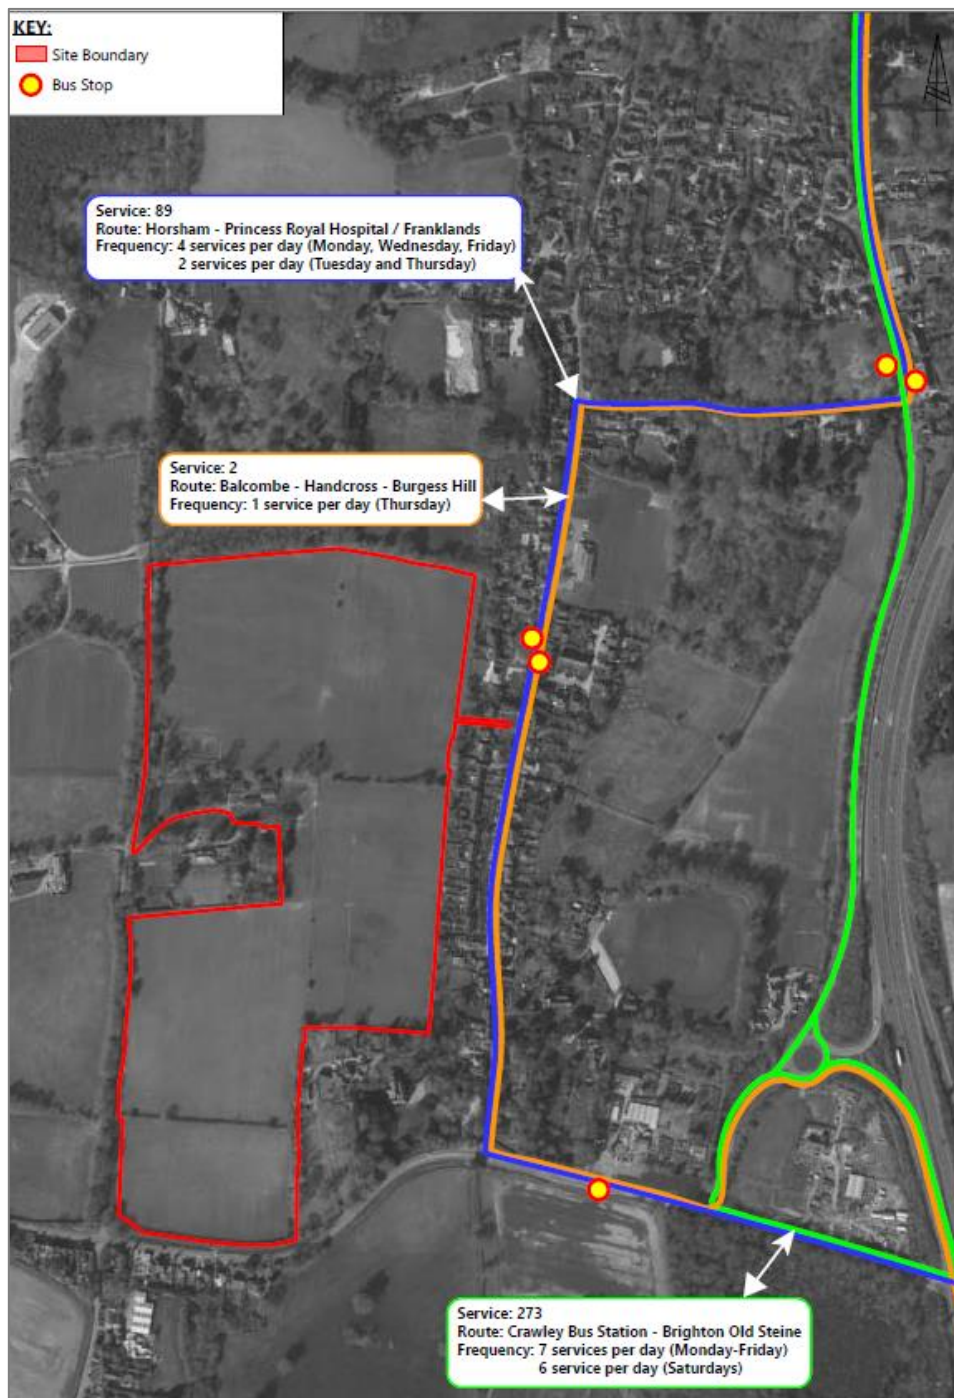 KEY:
Site Boundary
Bus Stop
Service: 89
Route: Horsham - Princess Royal Hospital / Franklands
Frequency: 4 services per day (Monday, Wednesday, Friday)
2 services per day (Tuesday and Thursday)
Service: 2
Route: Balcombe - Handcross - Burgess Hill
Frequency: 1 service per day (Thursday)
Service: 273
Route: Crawley Bus Station - Brighton Old Steine
Frequency: 7 services per day (Monday-Friday)
6 service per day (Saturdays)